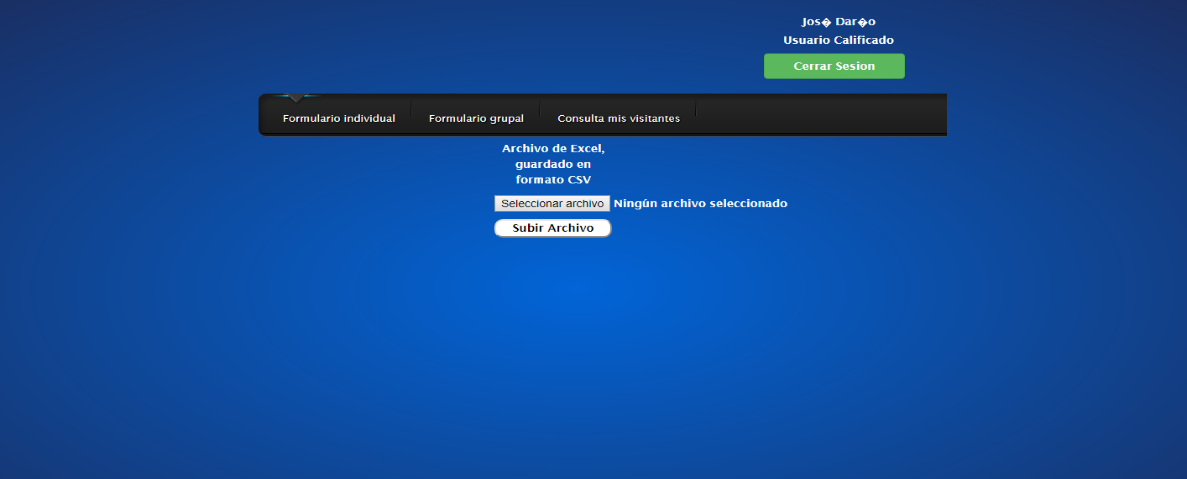 Jos� Dar�o
Usuario Calificado
Cerrar Sesion
Formulario individual
Formulario grupal
Consulta mis visitantes
Archivo de Excel,
guardado en
formato CSV
Seleccionar archivo Ningún archivo seleccionado
Subir Archivo